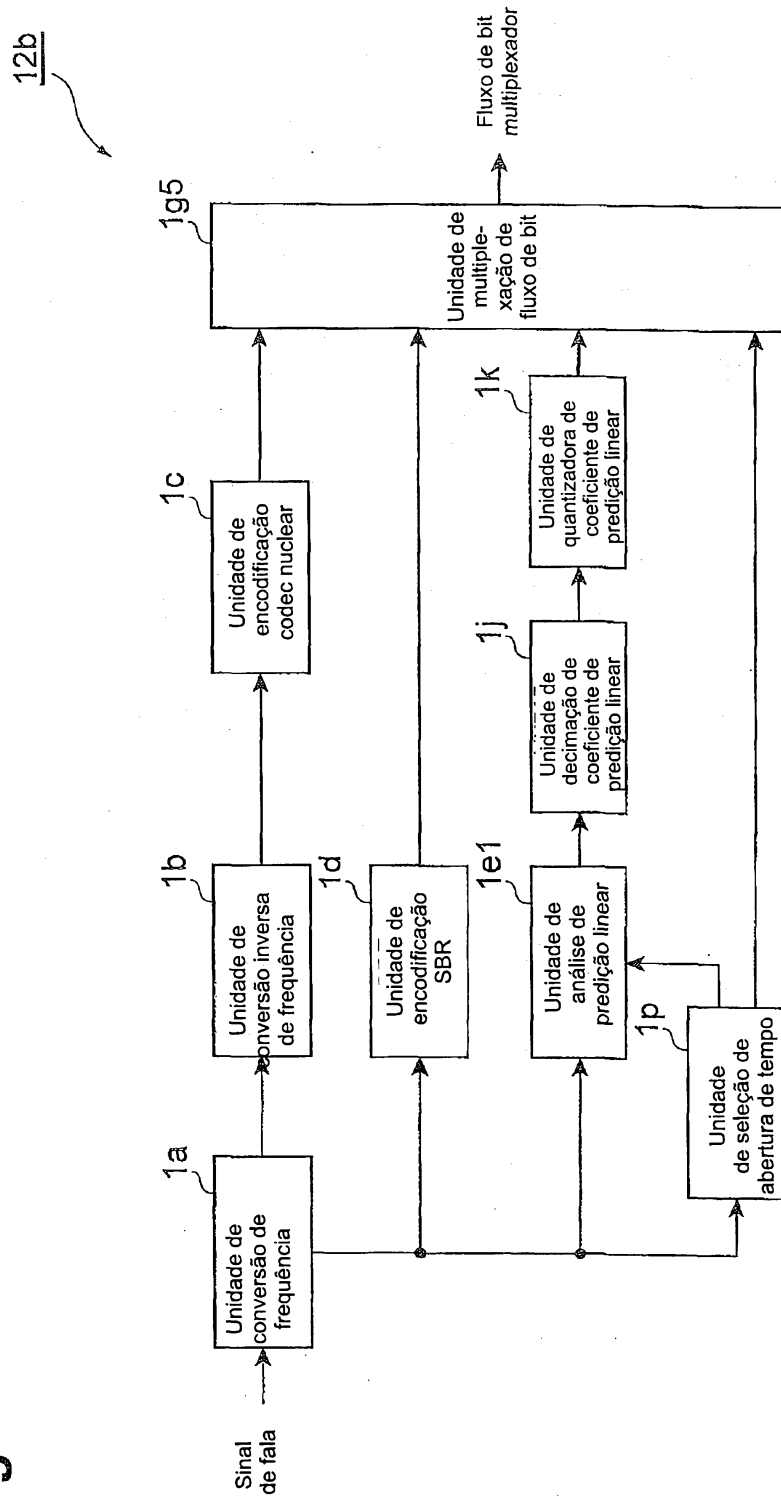 12b
Sinal
de fala
1a
Unidade de
conversão de
frequência
1b
Unidade de
conversão inversa
de frequência
1c
Unidade de
encodificação
codec nuclear
1d
Unidade de
encodificação
SBR
1e1
Unidade de
análise de
predição linear
1j
Unidade de
decimação de
coeficiente de
predição linear
1k
Unidade de
quantizadora de
coeficiente de
predição linear
1p
Unidade
de seleção de
abertura de tempo
1g5
Unidade de
multiple-
xação de
fluxo de bit
Fluxo de bit
multiplexador